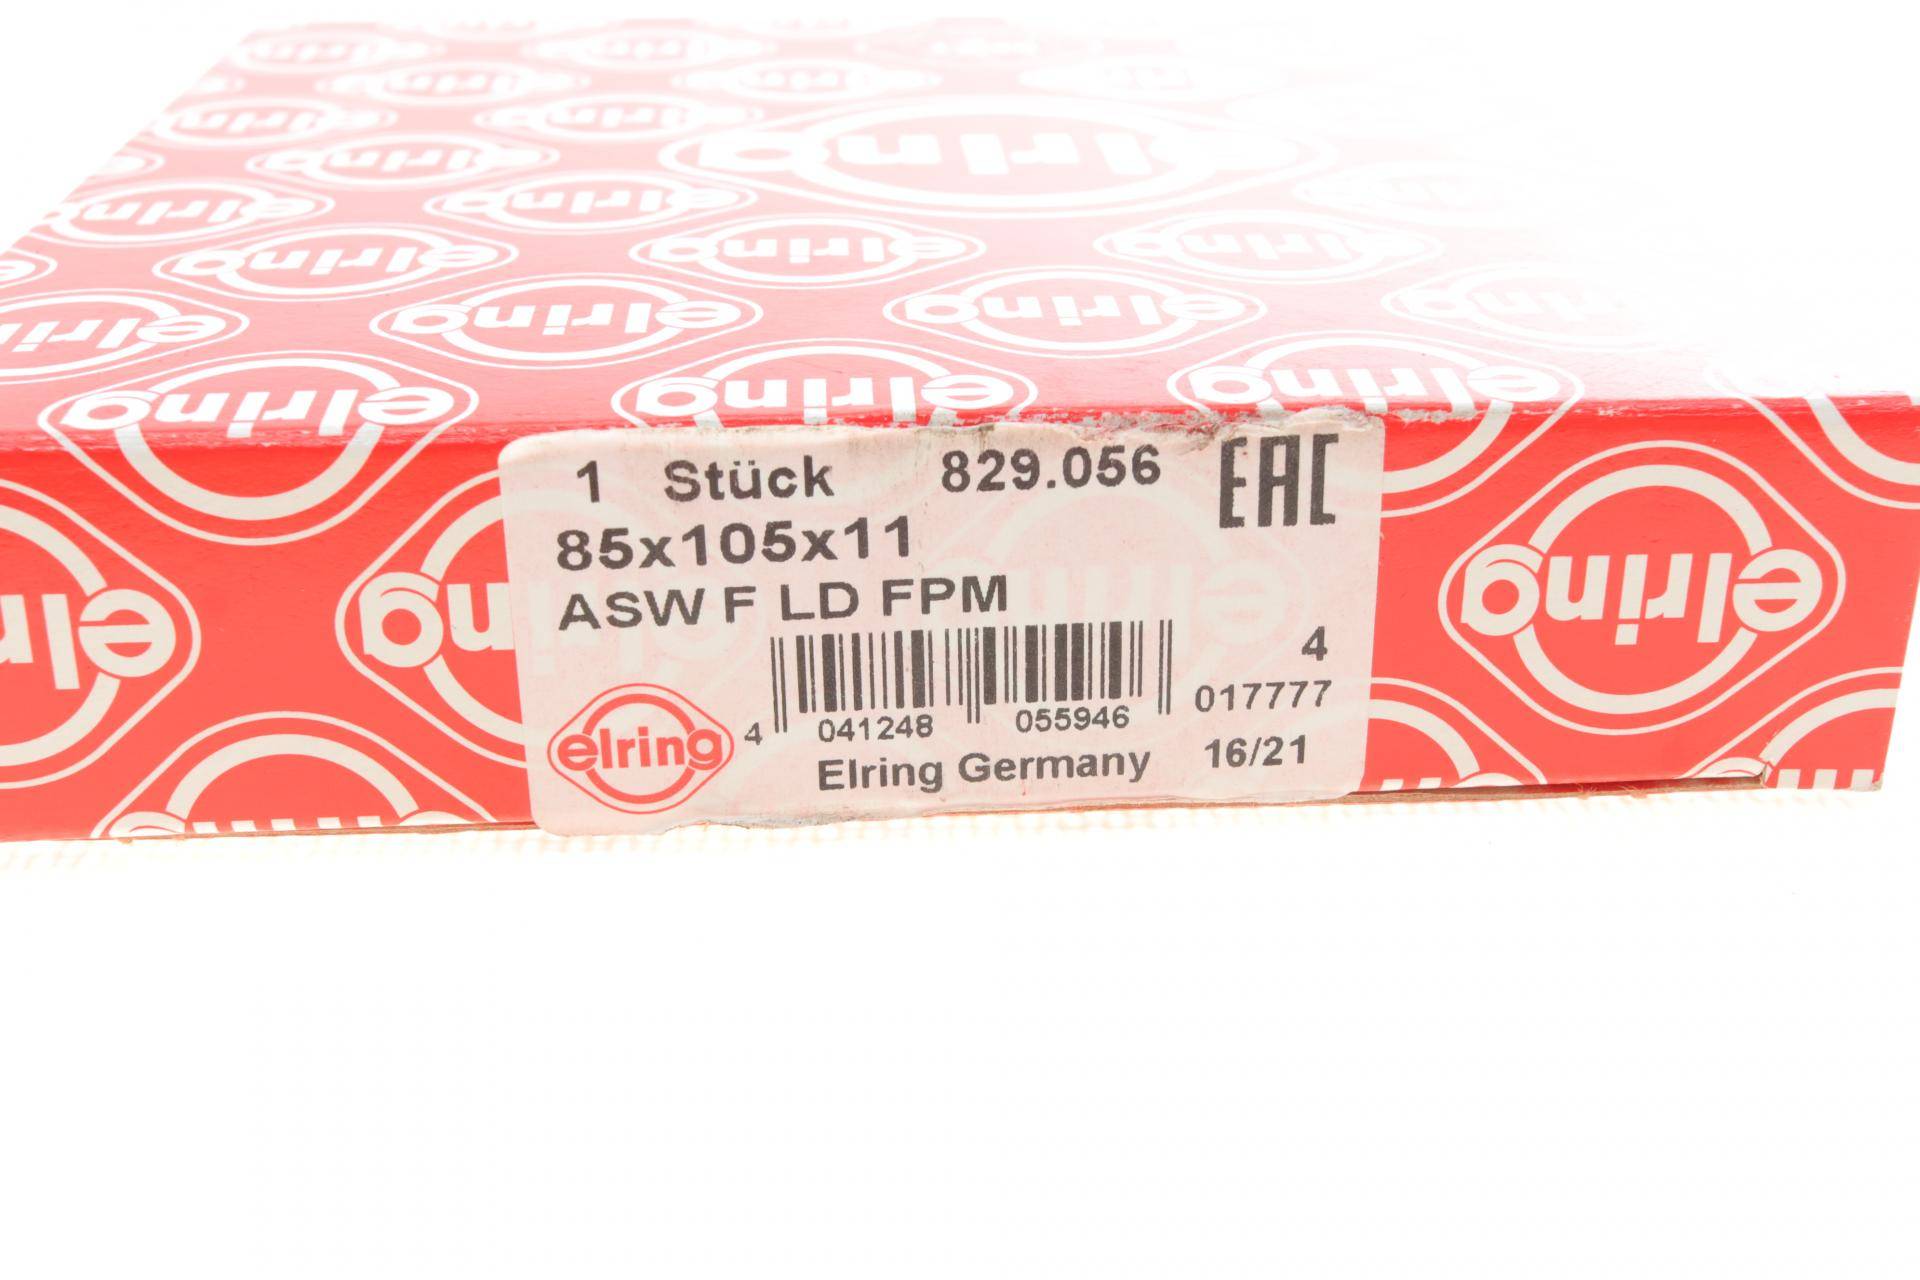 elring
1 Stück 829.056 EAC
85x105x11
ASW F LD FPM
4
4 041248 055946 017777
elring
Elring Germany 16/21